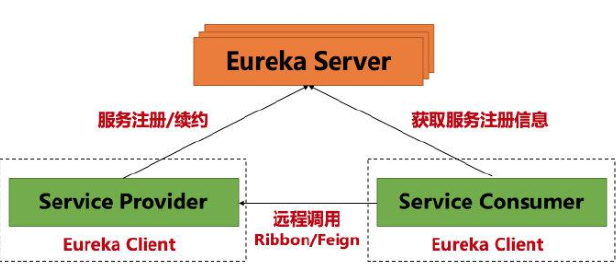 Eureka Server
服务注册/续约
获取服务注册信息
Service Provider
Service Consumer
远程调用
Ribbon/Feign
Eureka Client
Eureka Client